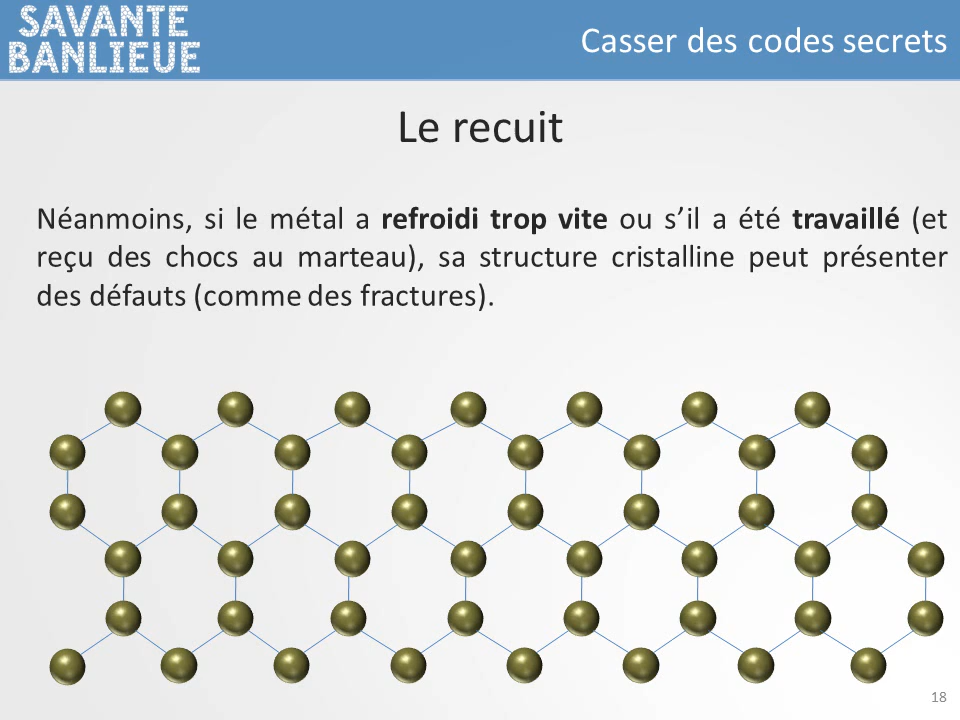 SAVANTE
BANLIEUE
Casser des codes secrets
Le recuit
Néanmoins, si le métal a refroidi trop vite ou s’il a été travaillé (et
reçu des chocs au marteau), sa structure cristalline peut présenter
des défauts (comme des fractures).
18